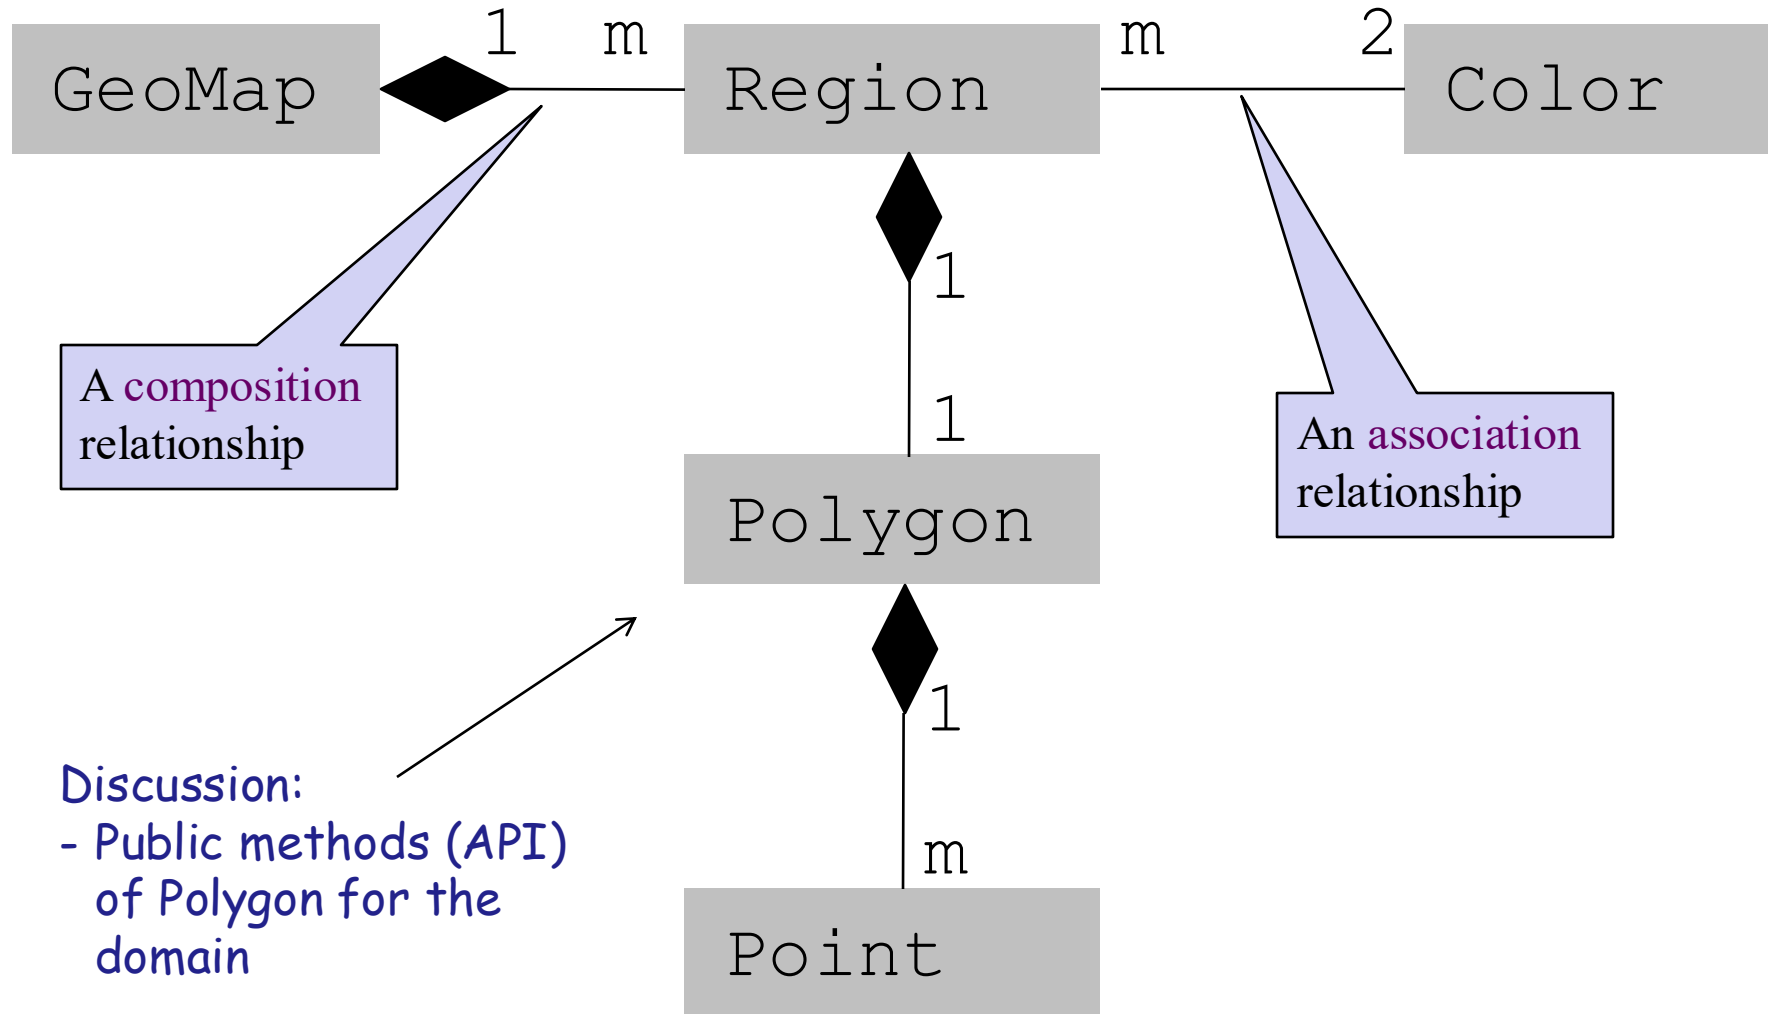 1 m m 2
GeoMap Region Color
1
A composition
relationship
1
An association
relationship
Polygon
1
Discussion:
- Public methods (API)
of Polygon for the
domain
m
Point